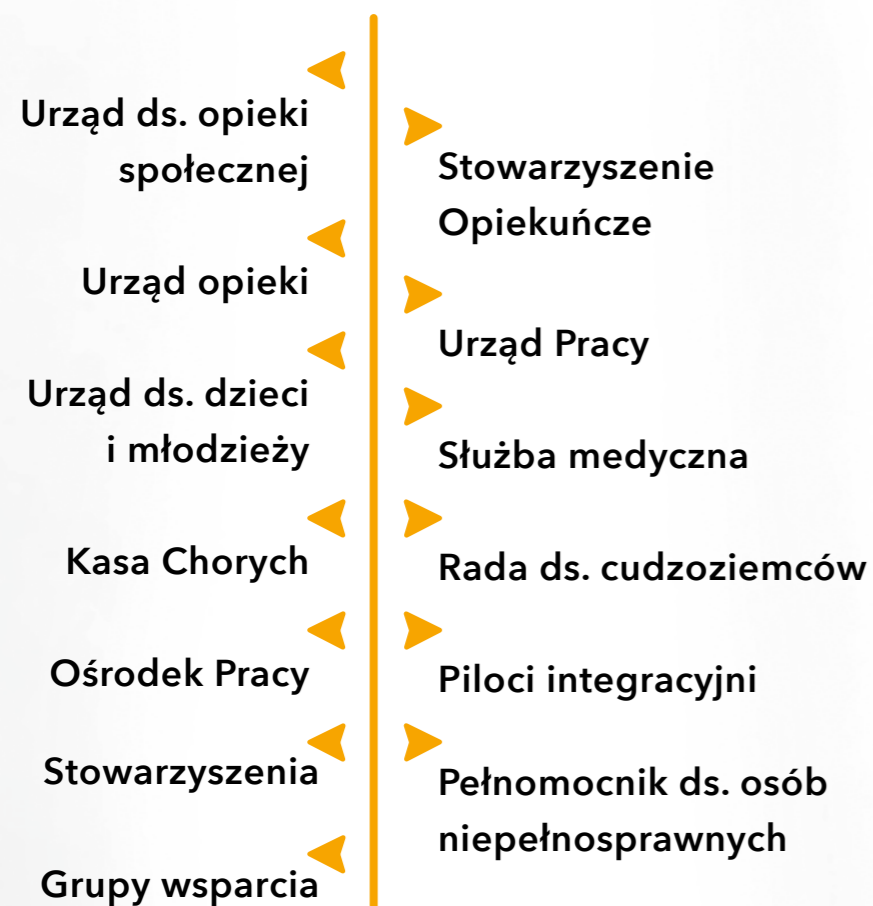 Urząd ds. opieki
społecznej
Stowarzyszenie
Opiekuńcze
Urząd opieki
Urząd Pracy
Urząd ds. dzieci
i młodzieży
Służba medyczna
Kasa Chorych
Rada ds. cudzoziemców
Ośrodek Pracy
Piloci integracyjni
Stowarzyszenia
Pełnomocnik ds. osób
niepełnosprawnych
Grupy wsparcia